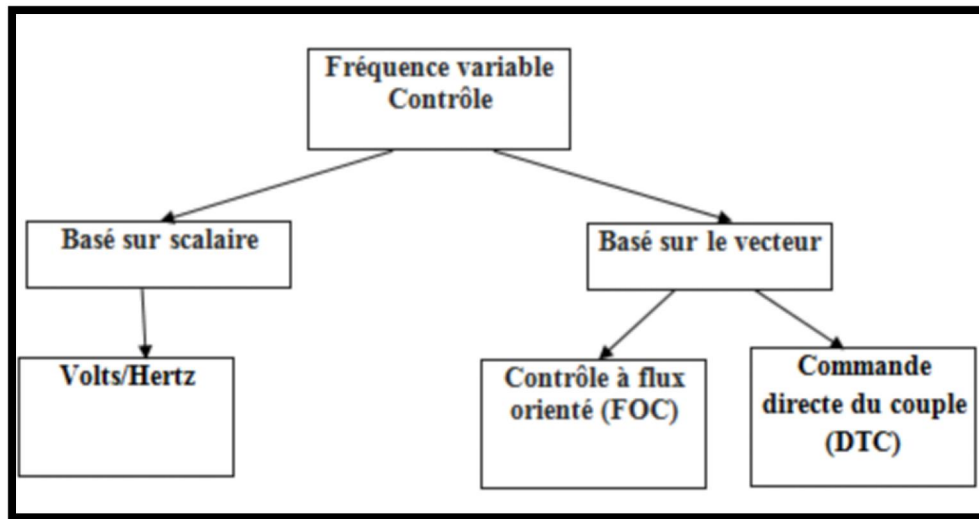 Fréquence variable
Contrôle
Basé sur scalaire
Basé sur le vecteur
Volts/Hertz
Contrôle à flux
orienté (FOC)
Commande
directe du couple
(DTC)